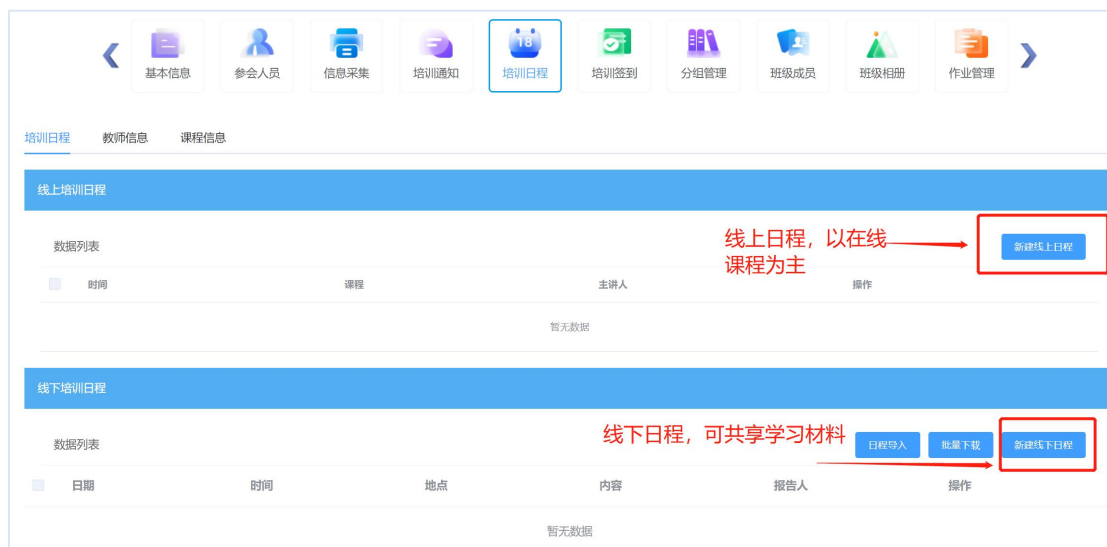 基本信息 参会人员 信息采集 培训通知 18 培训日程 培训签到 分组管理 班级成员 班级相册 作业管理
培训日程 教师信息 课程信息
线上培训日程
线上日程，以在线
课程为主
数据列表 新建线上日程
时间 课程 主讲人 操作
暂无数据
线下培训日程
线下日程，可共享学习材料
数据列表 日程导入 批量下载 新建线下日程
日期 时间 地点 内容 报告人 操作
暂无数据